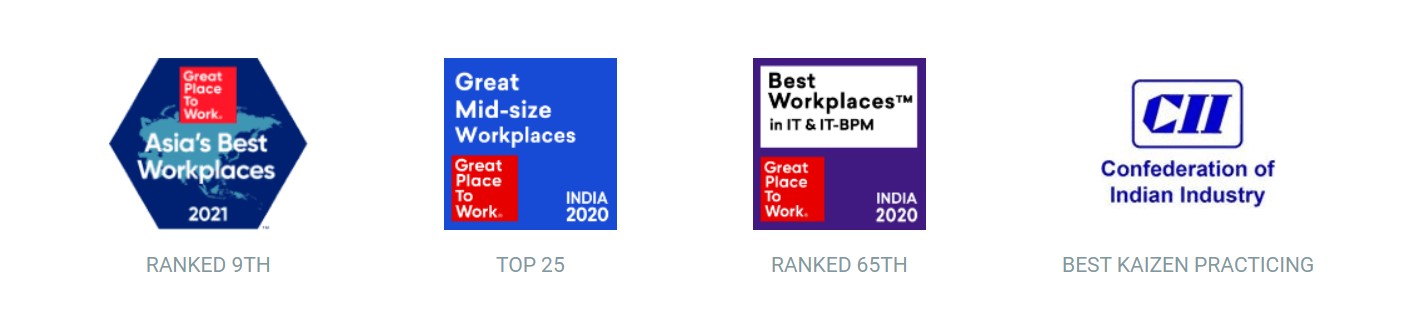 Great
Place
To
Work.
Asia's Best
Workplaces
2021
TM
RANKED 9TH
Great
Mid-size
Workplaces
Great
Place
To
Work.
INDIA
2020
TOP 25
Best
Workplaces™
in IT & IT-BPM
Great
Place
To
Work.
INDIA
2020
RANKED 65TH
CII
Confederation of
Indian Industry
BEST KAIZEN PRACTICING